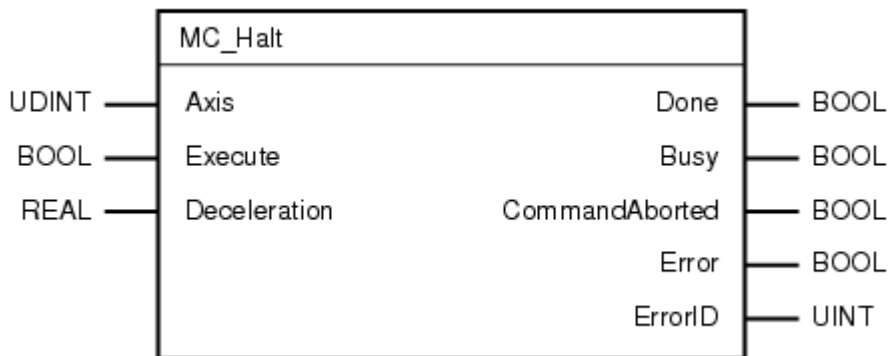 MC_Halt
UDINT Axis Done BOOL
BOOL Execute Busy BOOL
REAL Deceleration CommandAborted BOOL
Error BOOL
ErrorID UINT